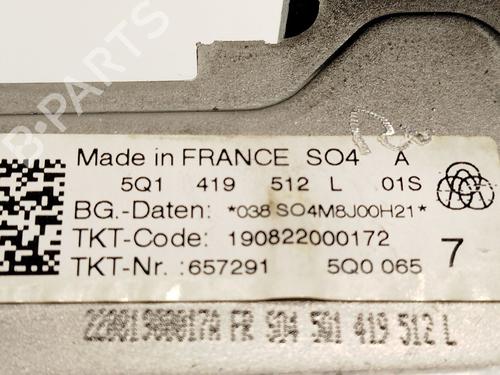 B-PARTS
Made in FRANCE SO4 A
5Q1 419 512 L 01S
BG.-Daten: *038 SO4M8J00H21*
TKT-Code: 190822000172
TKT-Nr.:657291 5Q0 065 7
FR SO4 5Q1 419 512 L